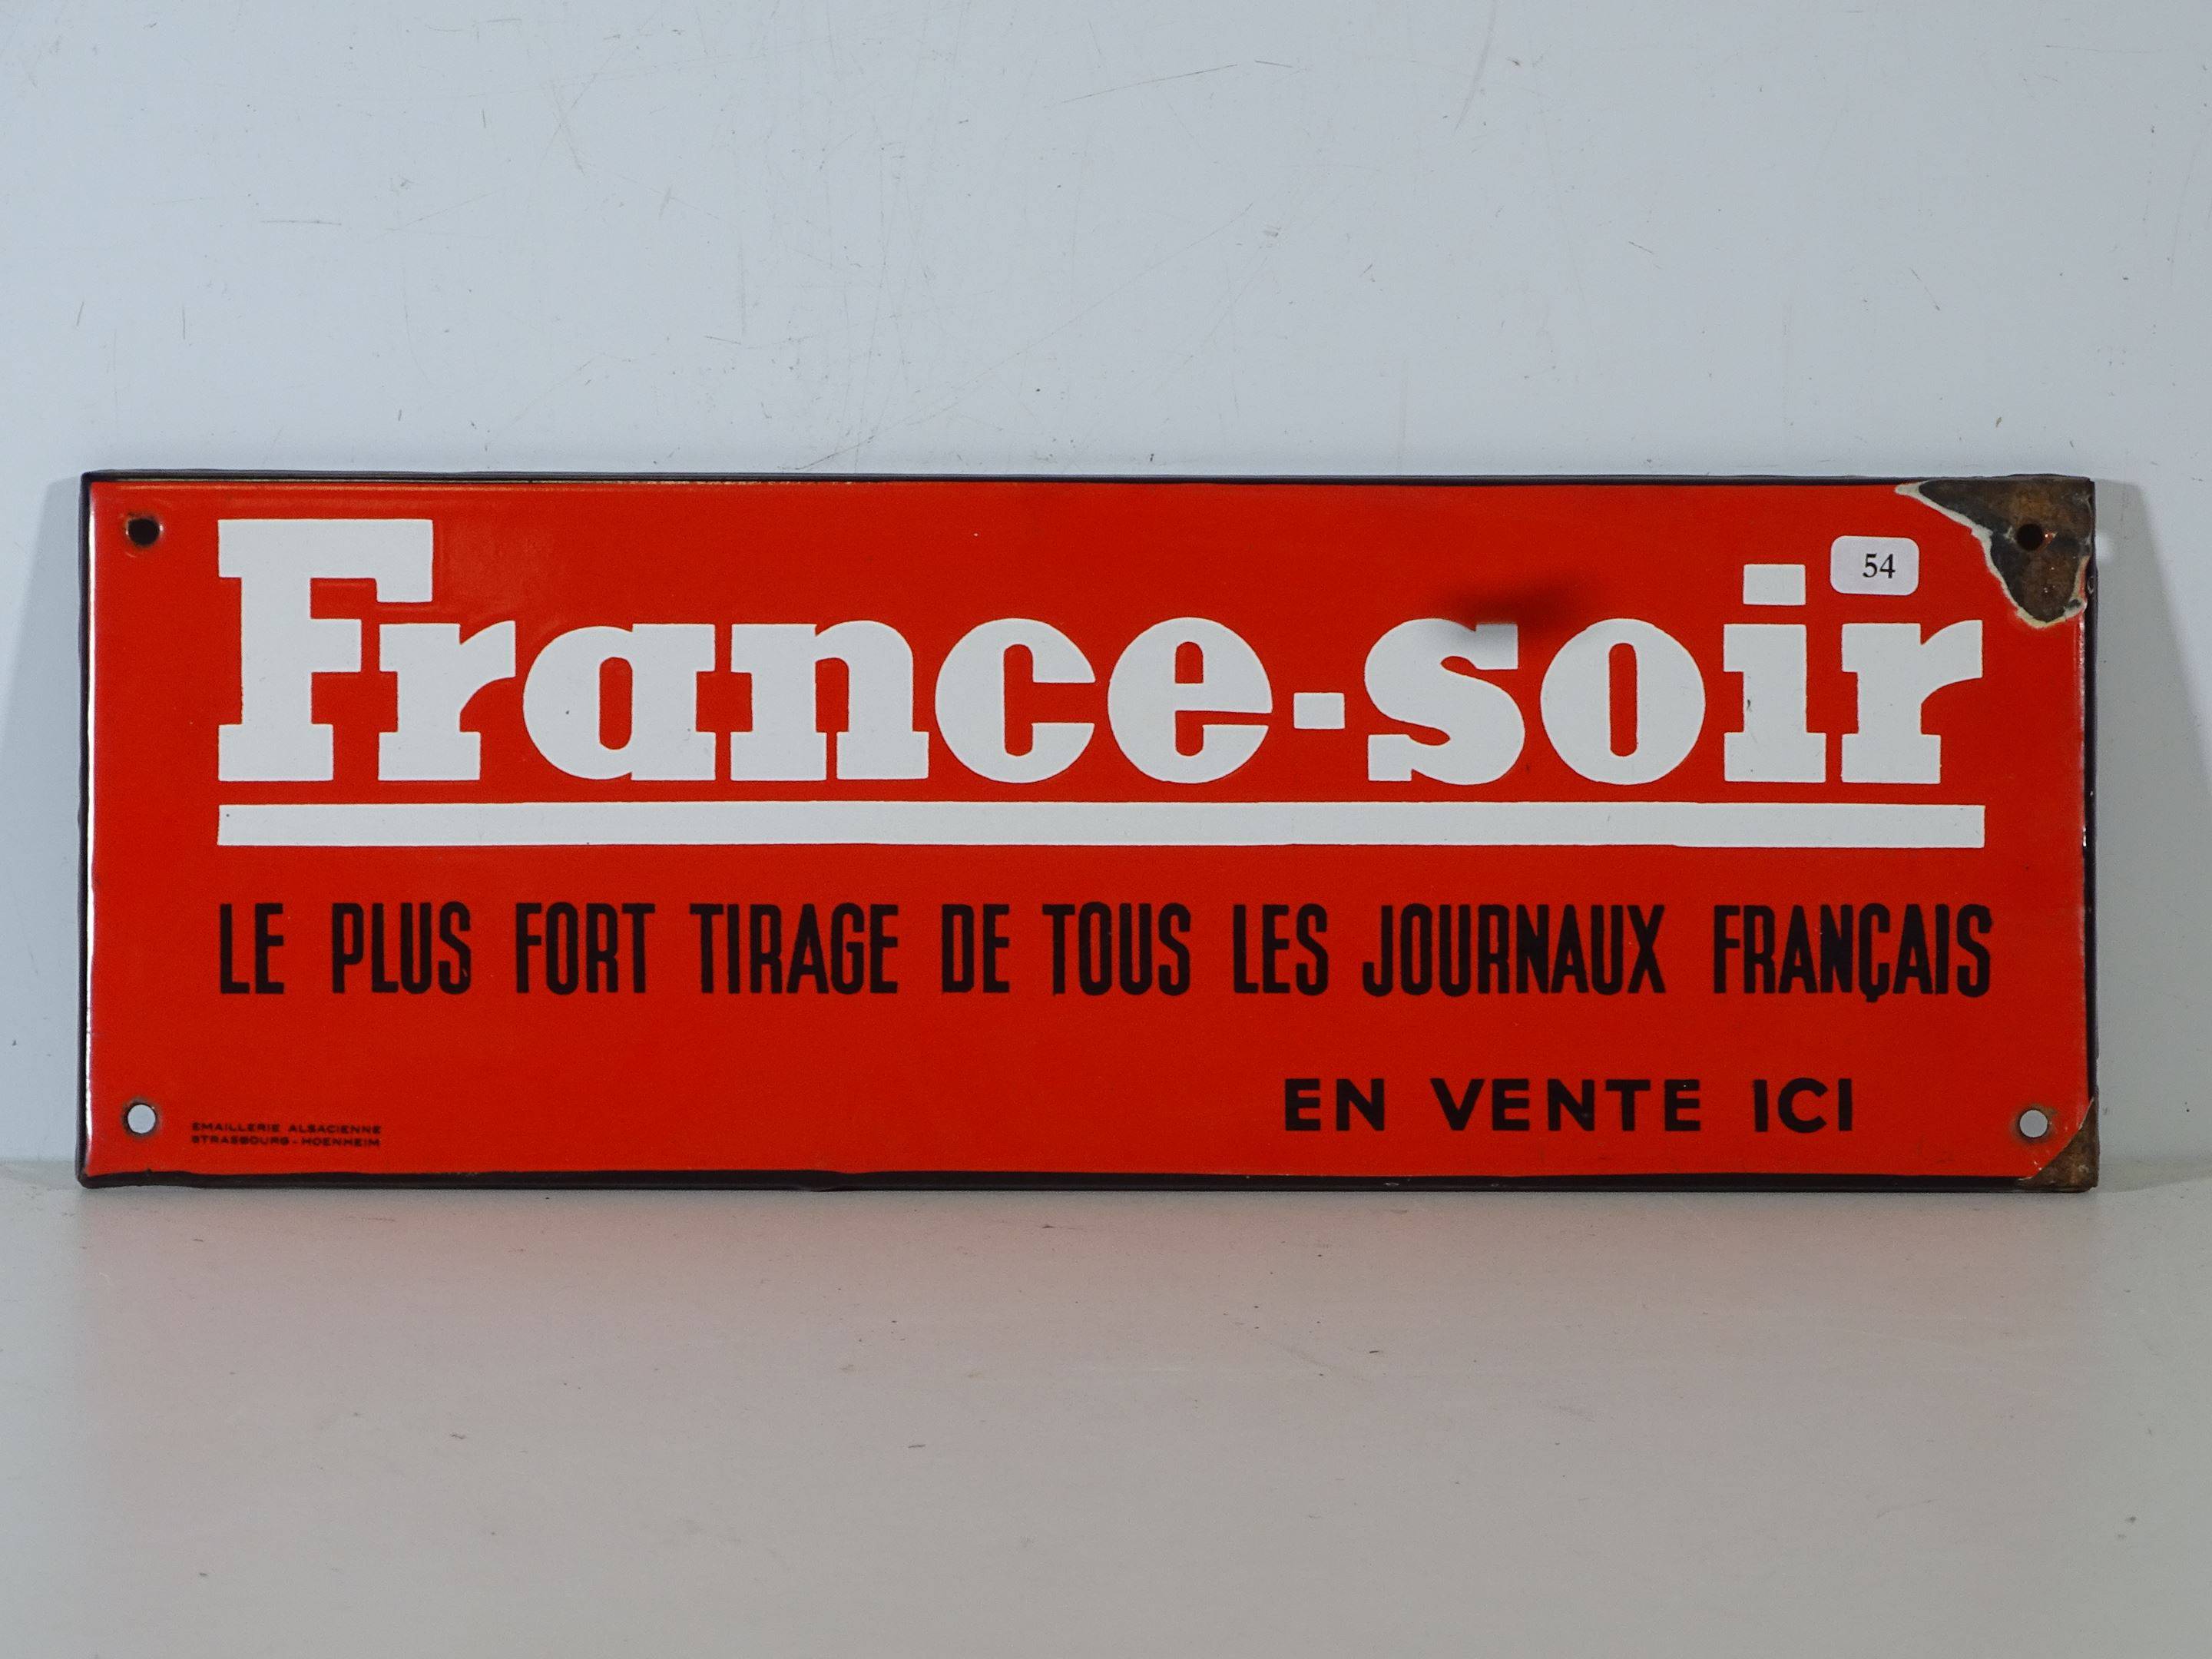 France-soir
54
LE PLUS FORT TIRAGE DE TOUS LES JOURNAUX FRANÇAIS
EN VENTE ICI
EMAILLERIE ALSACIENNE
STRASBOURG - HOENHEIM